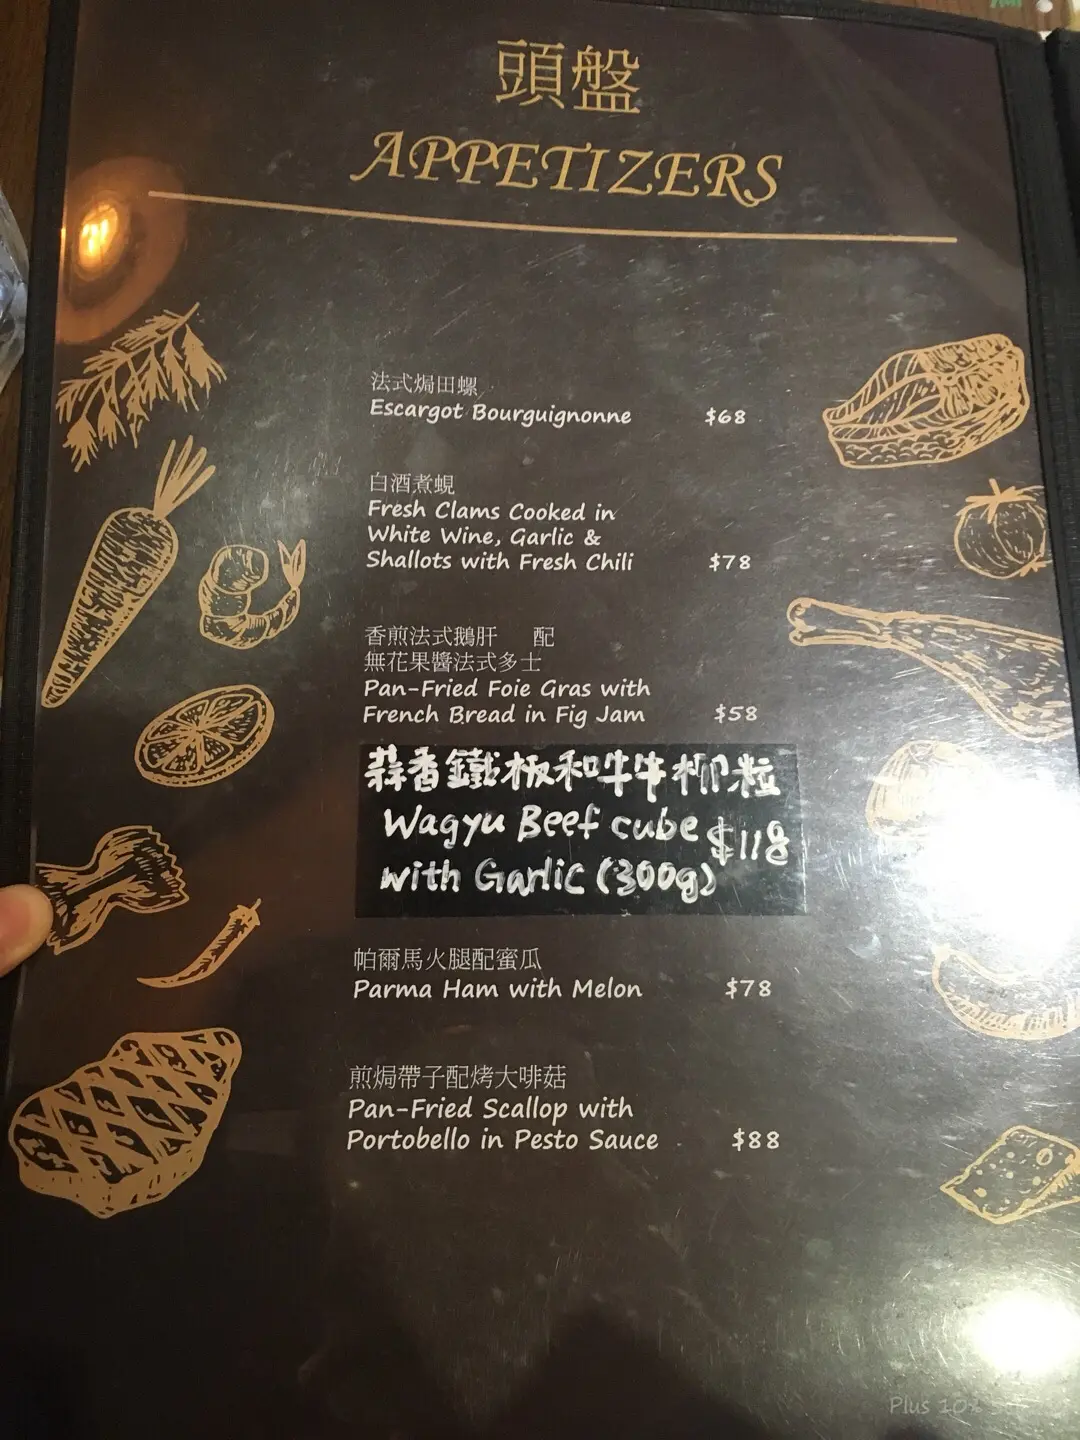 頭盤
APPETIZERS
法式焗田螺
Escargot Bourguignonne $68
白酒煮蜆
Fresh Clams Cooked in
White Wine, Garlic &
Shallots with Fresh Chili $78
香煎法式鵝肝 配
無花果醬法式多士
Pan-Fried Foie Gras with
French Bread in Fig Jam $58
蒜香鐵板和牛牛柳粒
Wagyu Beef cube $118
with Garlic (300g)
帕爾馬火腿配蜜瓜
Parma Ham with Melon $78
煎焗帶子配烤大啡菇
Pan-Fried Scallop with
Portobello in Pesto Sauce $88
Plus 10%